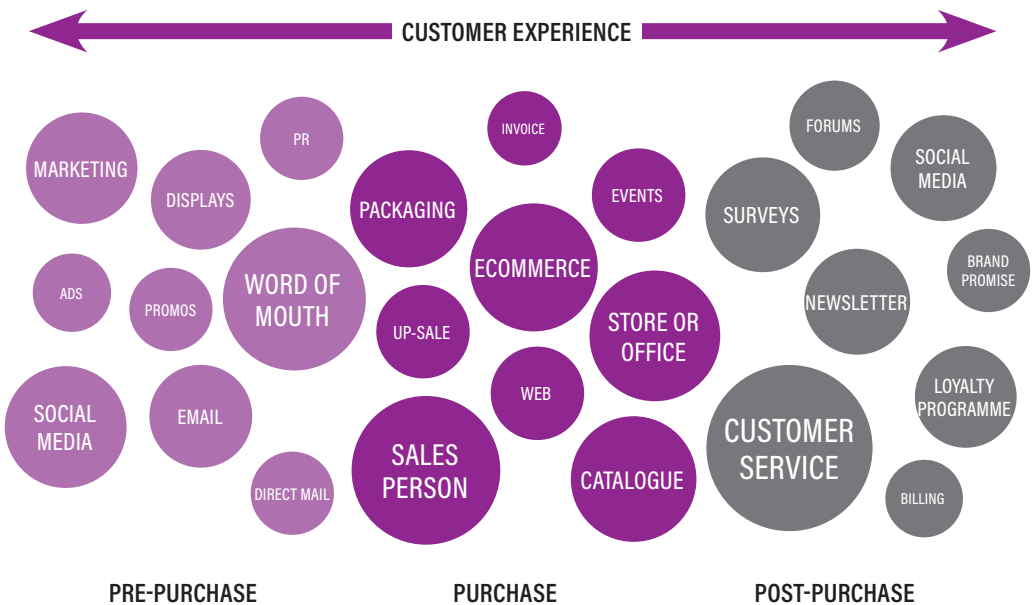 CUSTOMER EXPERIENCE
MARKETING
DISPLAYS
PR
ADS
PROMOS
WORD OF
MOUTH
SOCIAL
MEDIA
EMAIL
DIRECT MAIL
PACKAGING
INVOICE
EVENTS
ECOMMERCE
UP-SALE
STORE OR
OFFICE
WEB
SALES
PERSON
CATALOGUE
FORUMS
SOCIAL
MEDIA
SURVEYS
BRAND
PROMISE
NEWSLETTER
LOYALTY
PROGRAMME
CUSTOMER
SERVICE
BILLING
PRE-PURCHASE
PURCHASE
POST-PURCHASE